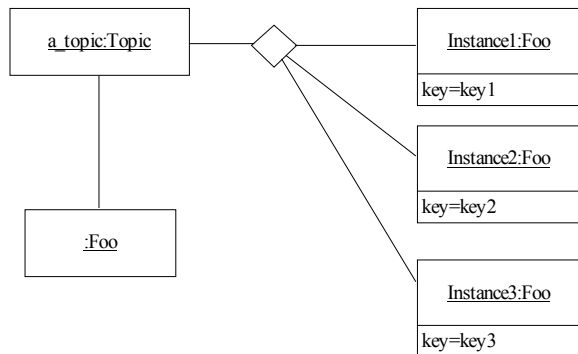 a_topic:Topic
Instance1:Foo
key=key1
Instance2:Foo
key=key2
:Foo
Instance3:Foo
key=key3